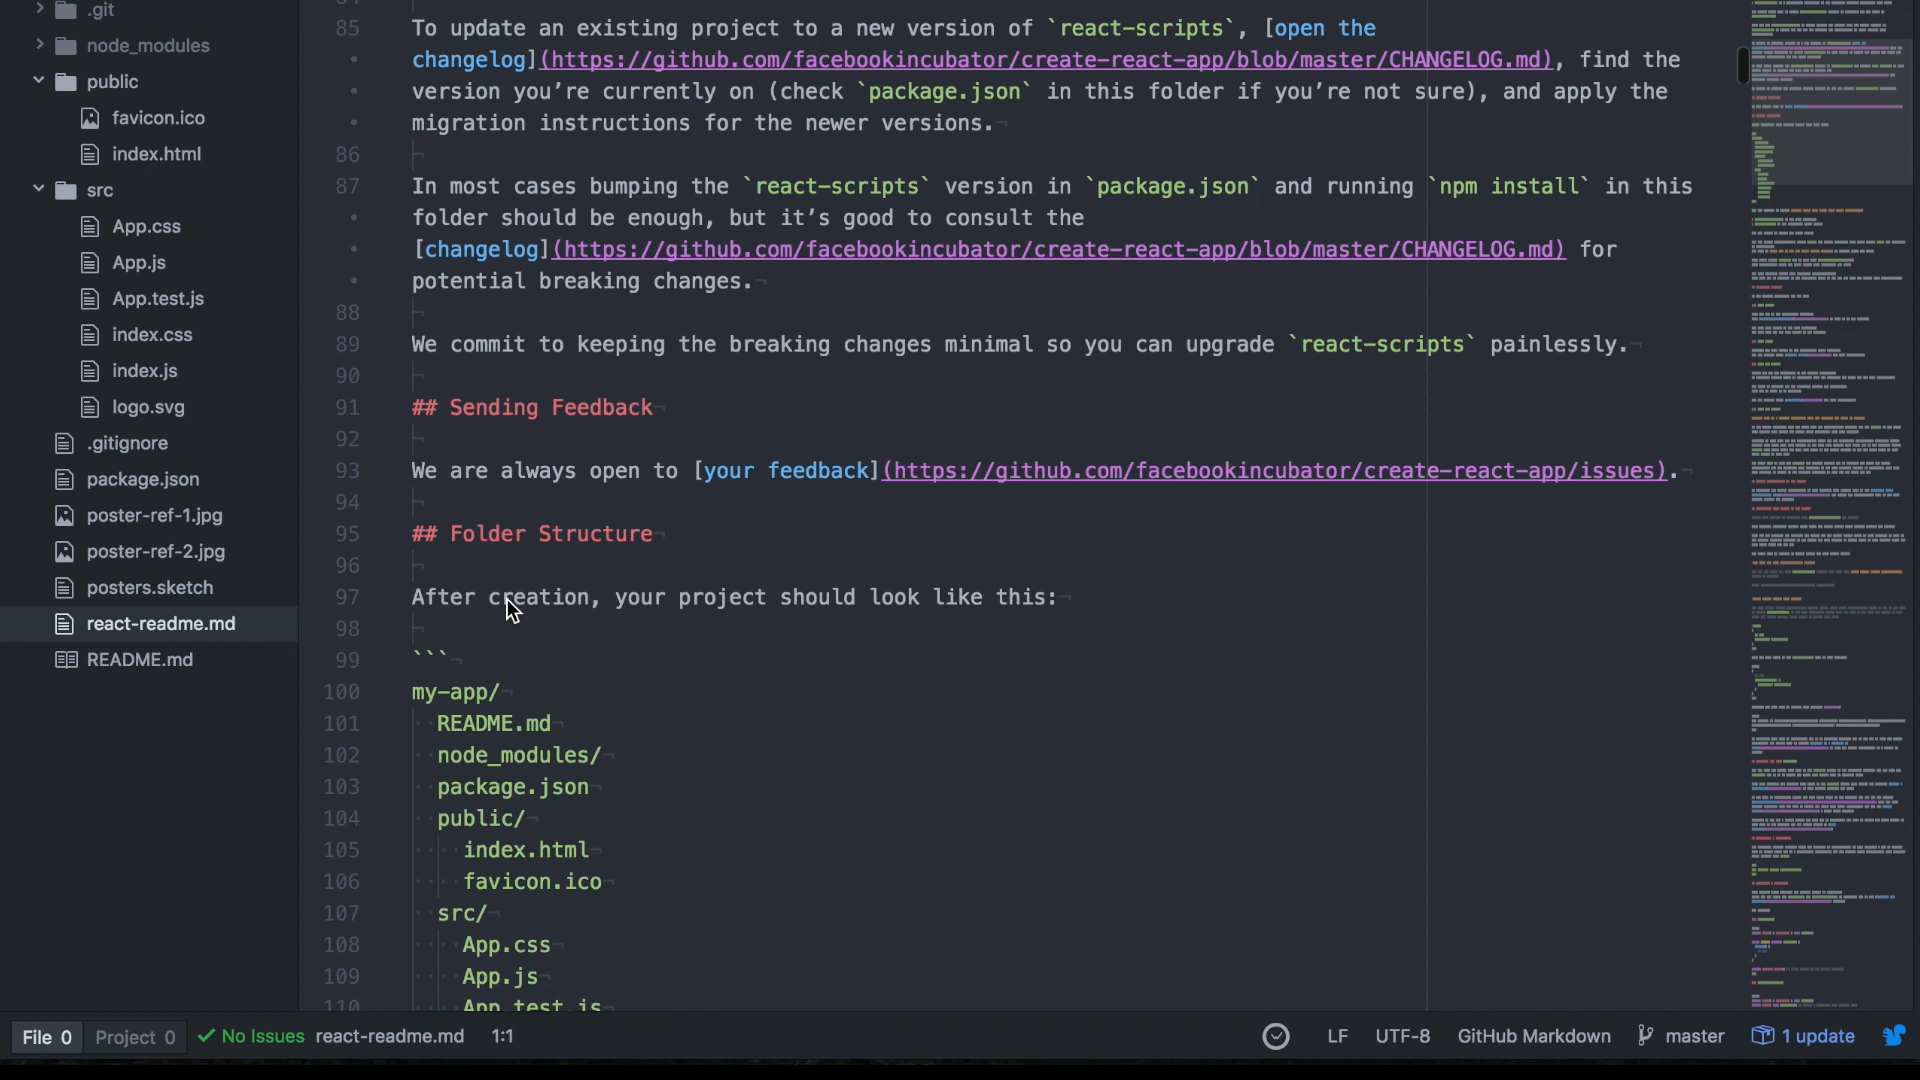 .git
node_modules
public
favicon.ico
index.html
src
App.css
App.js
App.test.js
index.css
index.js
logo.svg
.gitignore
package.json
poster-ref-1.jpg
poster-ref-2.jpg
posters.sketch
react-readme.md
README.md
85 To update an existing project to a new version of `react-scripts`, [open the
changelog](https://github.com/facebookincubator/create-react-app/blob/master/CHANGELOG.md), find the
version you’re currently on (check `package.json` in this folder if you’re not sure), and apply the
migration instructions for the newer versions.
86
87 In most cases bumping the `react-scripts` version in `package.json` and running `npm install` in this
folder should be enough, but it’s good to consult the
[changelog](https://github.com/facebookincubator/create-react-app/blob/master/CHANGELOG.md) for
potential breaking changes.
88
89 We commit to keeping the breaking changes minimal so you can upgrade `react-scripts` painlessly.
90
91 ## Sending Feedback
92
93 We are always open to [your feedback](https://github.com/facebookincubator/create-react-app/issues).
94
95 ## Folder Structure
96
97 After creation, your project should look like this:
98
99 ```
100 my-app/
101 README.md
102 node_modules/
103 package.json
104 public/
105 index.html
106 favicon.ico
107 src/
108 App.css
109 App.js
110 App.test.js
File 0 Project 0 No Issues react-readme.md 1:1 LF UTF-8 GitHub Markdown master 1 update